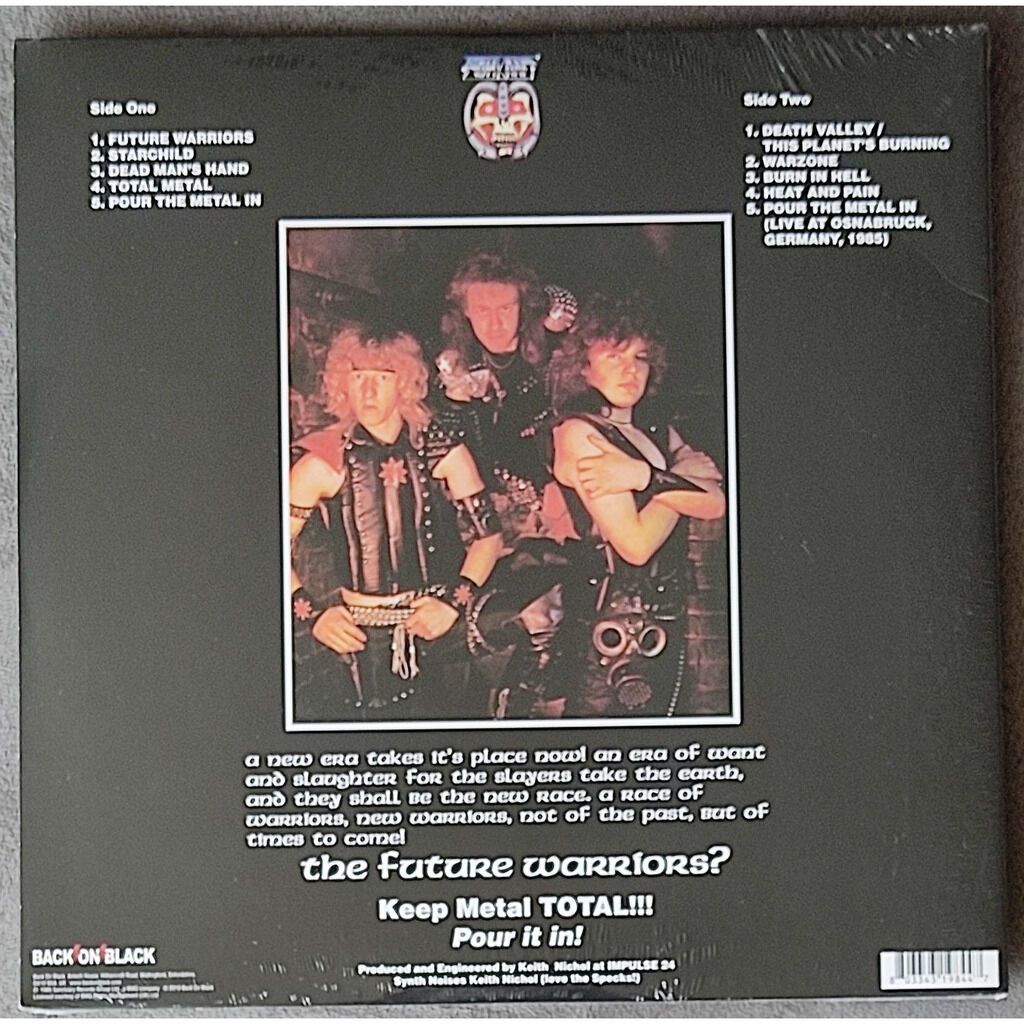 Side One
1. FUTURE WARRIORS
2. STARCHILD
3. DEAD MAN'S HAND
4. TOTAL METAL
5. POUR THE METAL IN
Side Two
1. DEATH VALLEY /
THIS PLANET'S BURNING
2. WARZONE
3. BURN IN HELL
4. HEAT AND PAIN
5. POUR THE METAL IN
(LIVE AT OSNABRUCK,
GERMANY, 1985)
a new era takes it's place now! an era of want
and slaughter for the slayers take the earth,
and they shall be the new race. a race of
warriors, new warriors, not of the past, but of
times to come!
the future warriors?
Keep Metal TOTAL!!!
Pour it in!
BACK ON BLACK
Produced and Engineered by Keith Nichol at IMPULSE 24
Synth Noises Keith Nichol (love the Specks!)
8 03343 19844 7